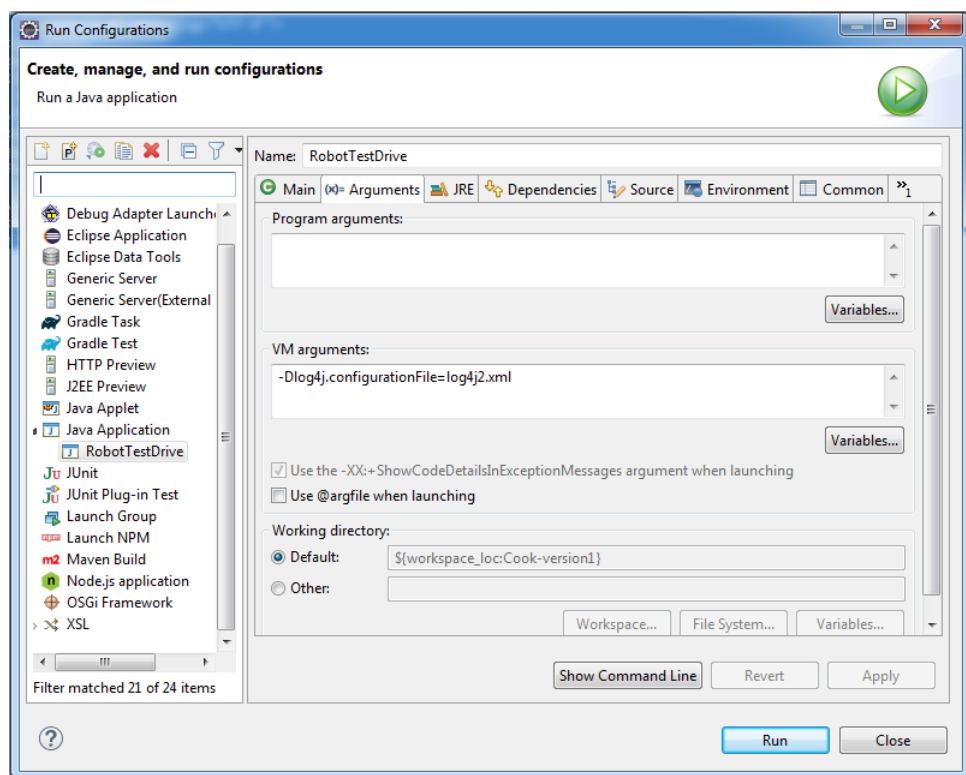 Run Configurations
Create, manage, and run configurations
Run a Java application
Name: RobotTestDrive
Main (x)= Arguments JRE Dependencies Source Environment Common »1
Debug Adapter Launch
Eclipse Application
Eclipse Data Tools
Generic Server
Generic Server(External
Gradle Task
Gradle Test
HTTP Preview
J2EE Preview
Java Applet
Java Application
RobotTestDrive
JUnit
JUnit Plug-in Test
Launch Group
Launch NPM
m2 Maven Build
Node.js application
OSGi Framework
XSL
Filter matched 21 of 24 items
Program arguments:
Variables...
VM arguments:
-Dlog4j.configurationFile=log4j2.xml
Variables...
Use the -XX:+ShowCodeDetailsInExceptionMessages argument when launching
Use @argfile when launching
Working directory:
Default: ${workspace_loc:Cook-version1}
Other:
Workspace... File System... Variables...
Show Command Line Revert Apply
Run Close